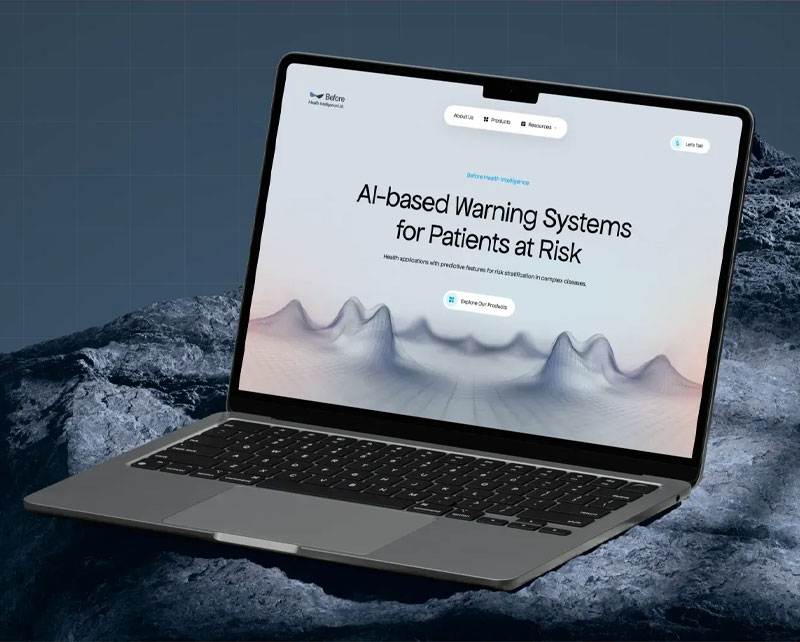 Before
Health Intelligence Ltd.
About Us
Products
Resources
Let's Talk
Before Health Intelligence
AI-based Warning Systems
for Patients at Risk
Health applications with predictive features for risk stratification in complex diseases.
Explore Our Products